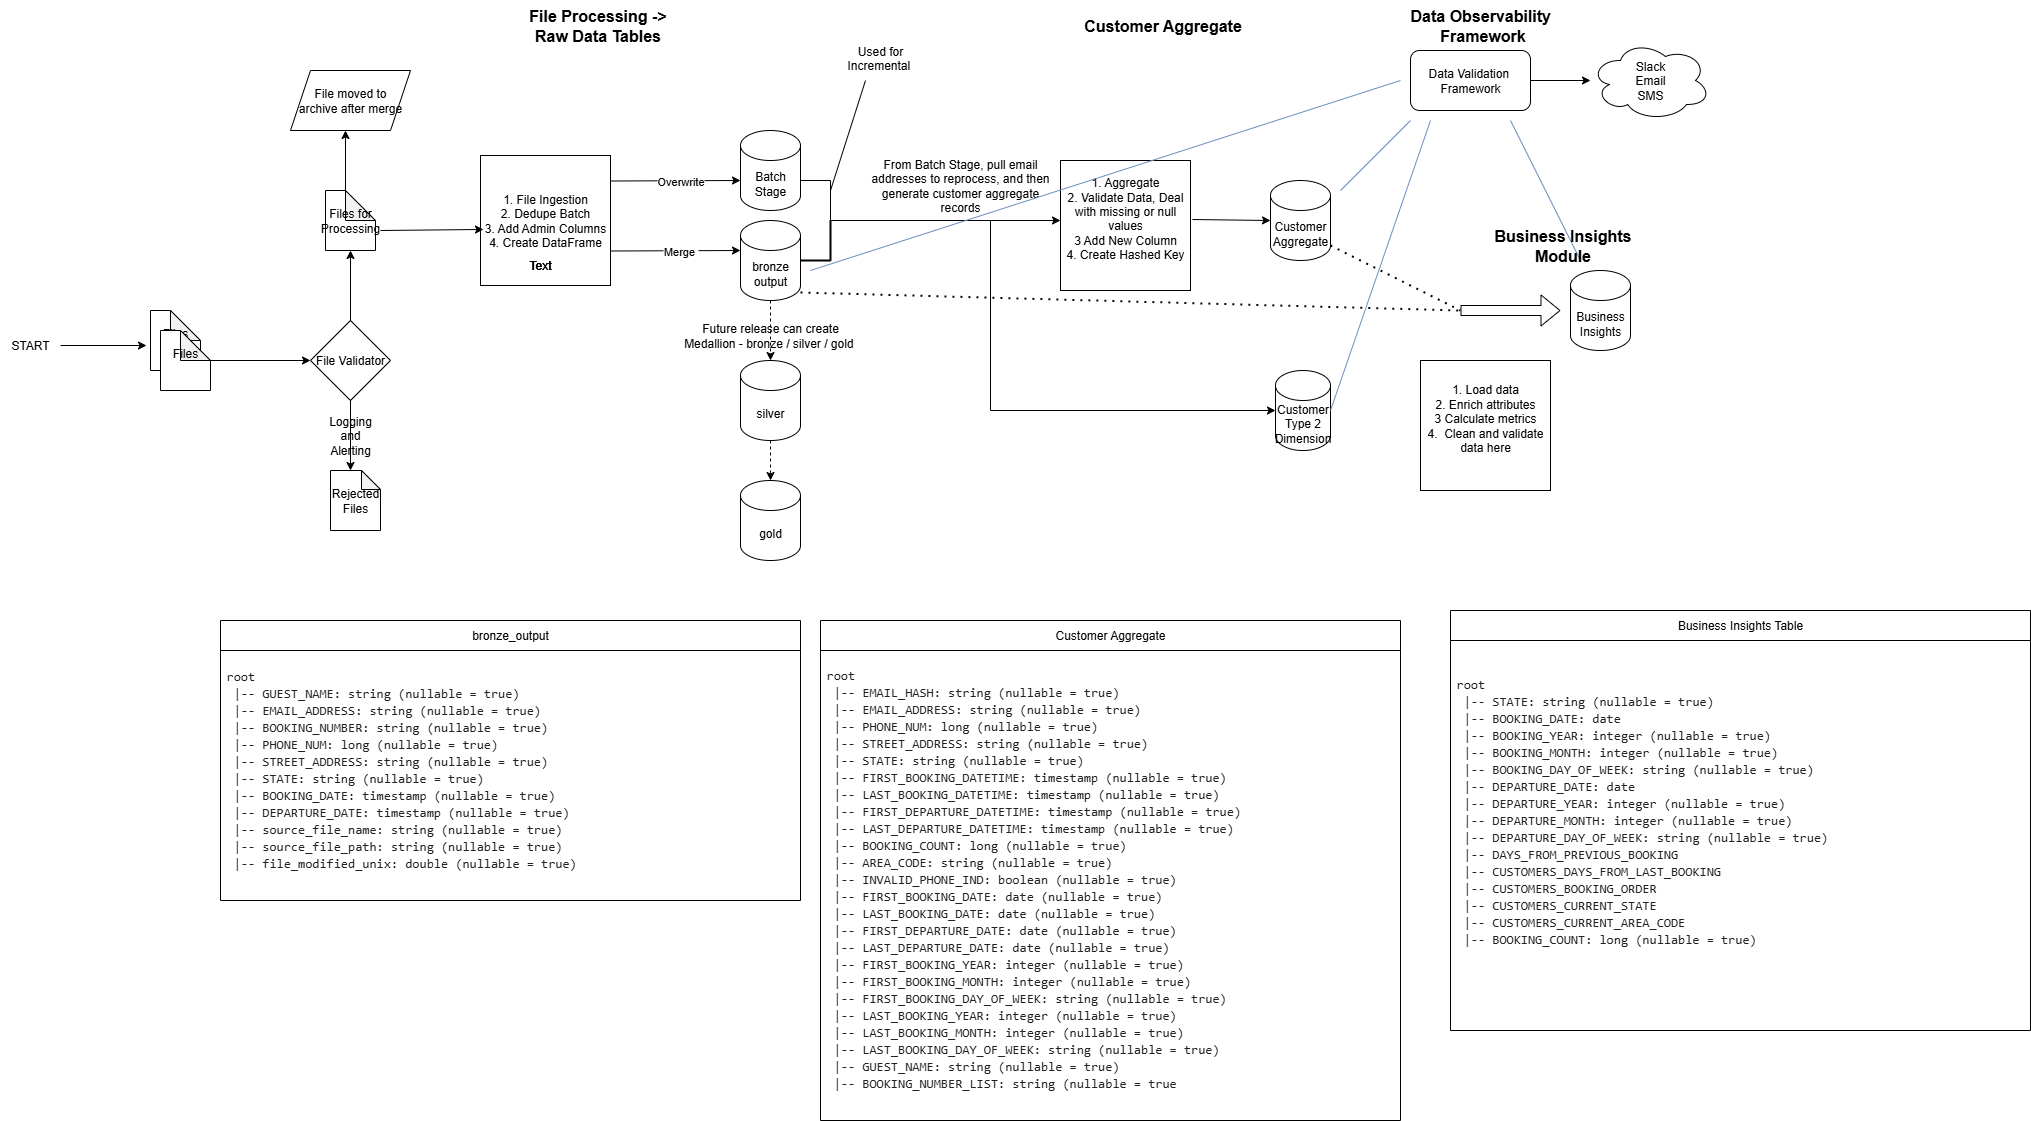 File Processing ->
Raw Data Tables
Customer Aggregate
Data Observability
Framework
Used for
Incremental
Data Validation
Framework
Slack
Email
SMS
File moved to
archive after merge
Files for
Processing
1. File Ingestion
2. Dedupe Batch
3. Add Admin Columns
4. Create DataFrame
Text
Overwrite
Merge
Batch
Stage
bronze
output
From Batch Stage, pull email
addresses to reprocess, and then
generate customer aggregate
records
1. Aggregate
2. Validate Data, Deal
with missing or null
values
3 Add New Column
4. Create Hashed Key
Customer
Aggregate
Business Insights
Module
Business
Insights
START
Files
File Validator
Logging
and
Alerting
Rejected
Files
Future release can create
Medallion - bronze / silver / gold
silver
gold
Customer
Type 2
Dimension
1. Load data
2. Enrich attributes
3 Calculate metrics
4.  Clean and validate
data here
bronze_output
root
|-- GUEST_NAME: string (nullable = true)
|-- EMAIL_ADDRESS: string (nullable = true)
|-- BOOKING_NUMBER: string (nullable = true)
|-- PHONE_NUM: long (nullable = true)
|-- STREET_ADDRESS: string (nullable = true)
|-- STATE: string (nullable = true)
|-- BOOKING_DATE: timestamp (nullable = true)
|-- DEPARTURE_DATE: timestamp (nullable = true)
|-- source_file_name: string (nullable = true)
|-- source_file_path: string (nullable = true)
|-- file_modified_unix: double (nullable = true)
Customer Aggregate
root
|-- EMAIL_HASH: string (nullable = true)
|-- EMAIL_ADDRESS: string (nullable = true)
|-- PHONE_NUM: long (nullable = true)
|-- STREET_ADDRESS: string (nullable = true)
|-- STATE: string (nullable = true)
|-- FIRST_BOOKING_DATETIME: timestamp (nullable = true)
|-- LAST_BOOKING_DATETIME: timestamp (nullable = true)
|-- FIRST_DEPARTURE_DATETIME: timestamp (nullable = true)
|-- LAST_DEPARTURE_DATETIME: timestamp (nullable = true)
|-- BOOKING_COUNT: long (nullable = true)
|-- AREA_CODE: string (nullable = true)
|-- INVALID_PHONE_IND: boolean (nullable = true)
|-- FIRST_BOOKING_DATE: date (nullable = true)
|-- LAST_BOOKING_DATE: date (nullable = true)
|-- FIRST_DEPARTURE_DATE: date (nullable = true)
|-- LAST_DEPARTURE_DATE: date (nullable = true)
|-- FIRST_BOOKING_YEAR: integer (nullable = true)
|-- FIRST_BOOKING_MONTH: integer (nullable = true)
|-- FIRST_BOOKING_DAY_OF_WEEK: string (nullable = true)
|-- LAST_BOOKING_YEAR: integer (nullable = true)
|-- LAST_BOOKING_MONTH: integer (nullable = true)
|-- LAST_BOOKING_DAY_OF_WEEK: string (nullable = true)
|-- GUEST_NAME: string (nullable = true)
|-- BOOKING_NUMBER_LIST: string (nullable = true
Business Insights Table
root
|-- STATE: string (nullable = true)
|-- BOOKING_DATE: date
|-- BOOKING_YEAR: integer (nullable = true)
|-- BOOKING_MONTH: integer (nullable = true)
|-- BOOKING_DAY_OF_WEEK: string (nullable = true)
|-- DEPARTURE_DATE: date
|-- DEPARTURE_YEAR: integer (nullable = true)
|-- DEPARTURE_MONTH: integer (nullable = true)
|-- DEPARTURE_DAY_OF_WEEK: string (nullable = true)
|-- DAYS_FROM_PREVIOUS_BOOKING
|-- CUSTOMERS_DAYS_FROM_LAST_BOOKING
|-- CUSTOMERS_BOOKING_ORDER
|-- CUSTOMERS_CURRENT_STATE
|-- CUSTOMERS_CURRENT_AREA_CODE
|-- BOOKING_COUNT: long (nullable = true)